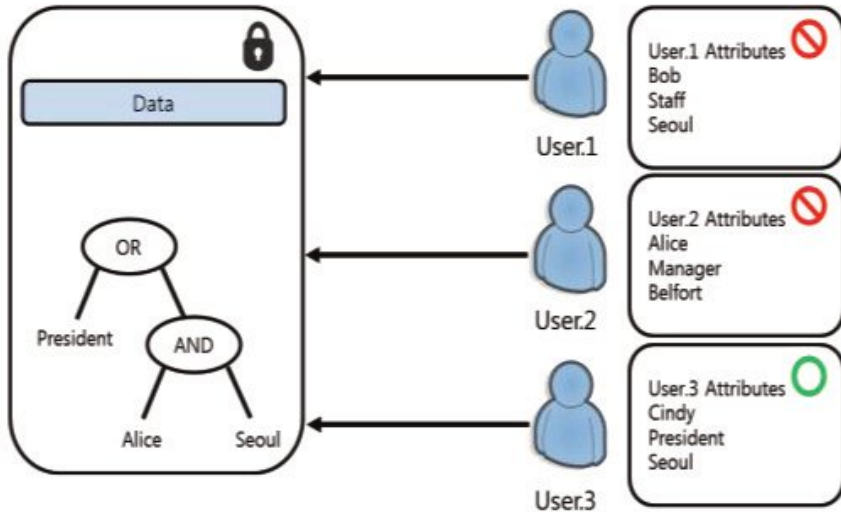 Data
OR
President
AND
Alice
Seoul
User.1
User.1 Attributes
Bob
Staff
Seoul
User.2
User.2 Attributes
Alice
Manager
Belfort
User.3
User.3 Attributes
Cindy
President
Seoul